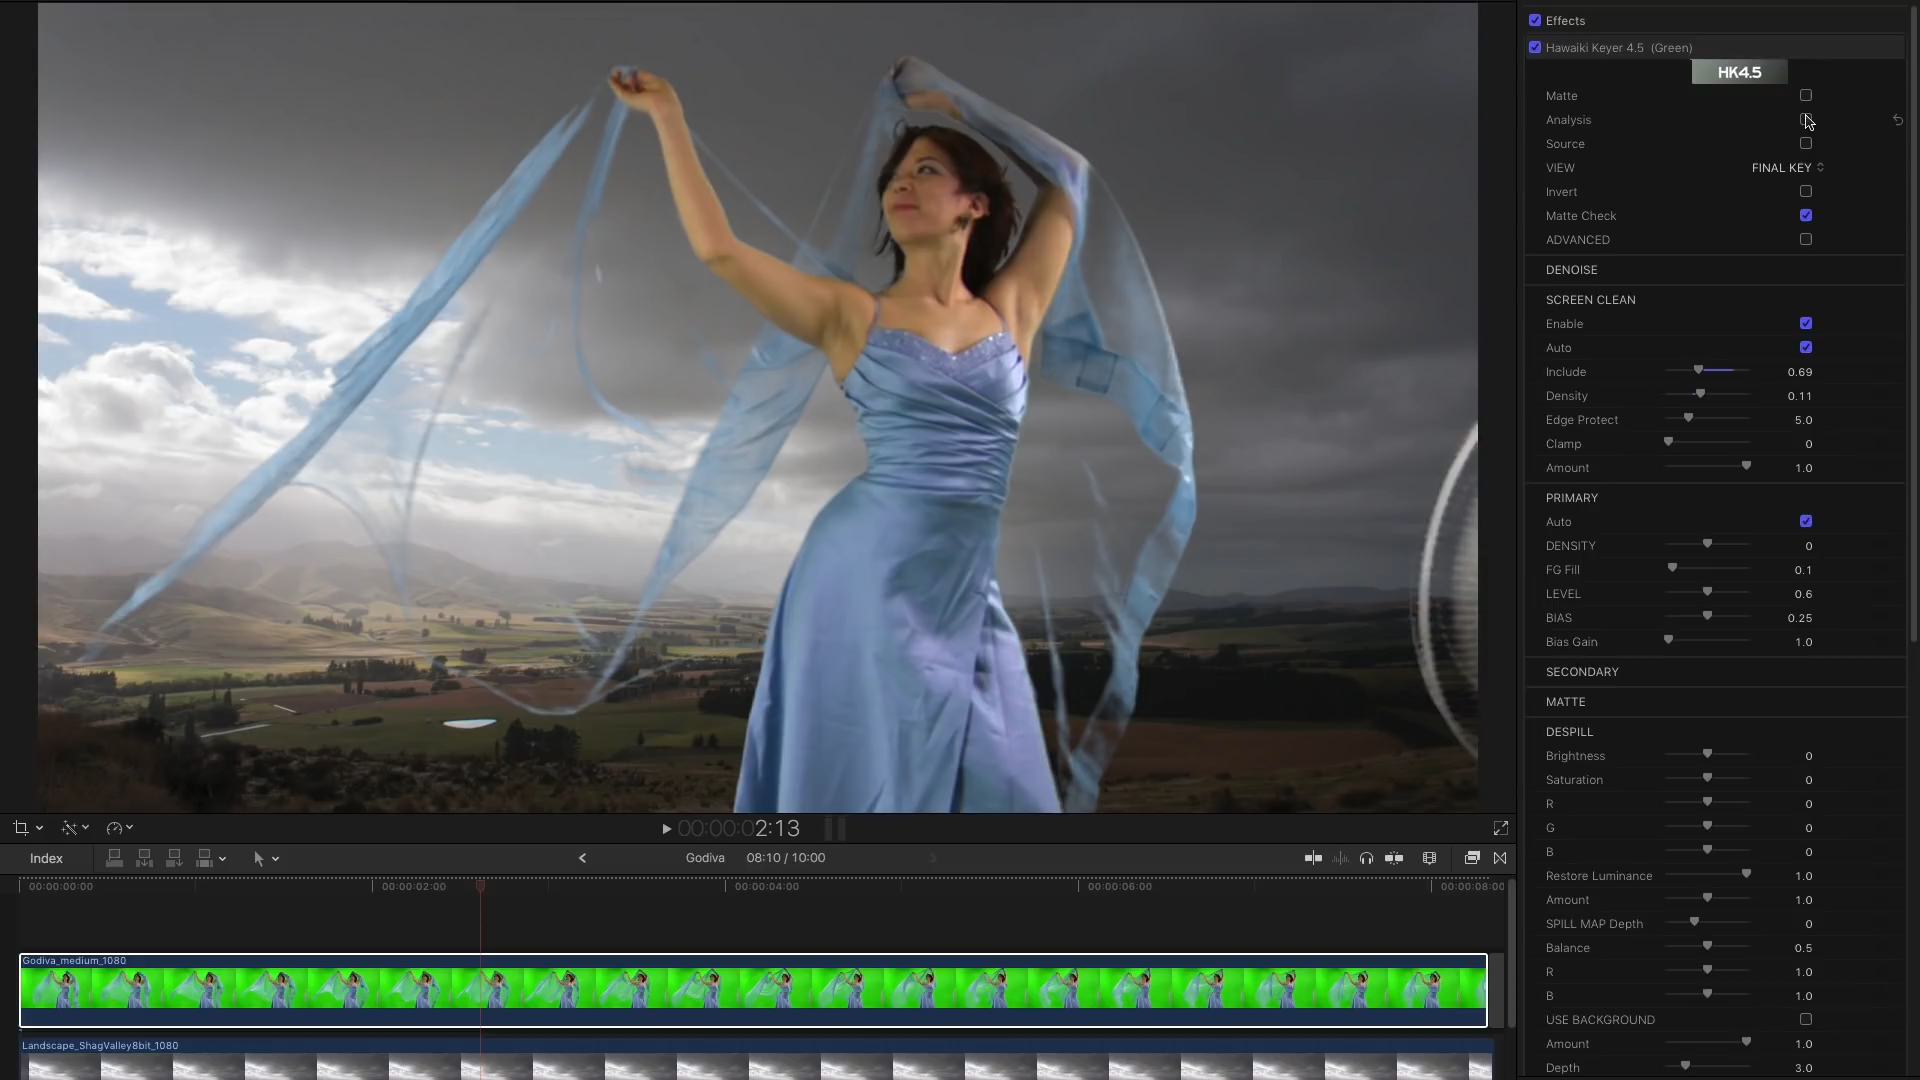 Effects
Hawaiki Keyer 4.5 (Green)
HK4.5
Matte
Analysis
Source
VIEW FINAL KEY
Invert
Matte Check
ADVANCED
DENOISE
SCREEN CLEAN
Enable
Auto
Include 0.69
Density 0.11
Edge Protect 5.0
Clamp 0
Amount 1.0
PRIMARY
Auto
DENSITY 0
FG Fill 0.1
LEVEL 0.6
BIAS 0.25
Bias Gain 1.0
SECONDARY
MATTE
DESPILL
Brightness 0
Saturation 0
R 0
G 0
B 0
Restore Luminance 1.0
Amount 1.0
SPILL MAP Depth 0
Balance 0.5
R 1.0
B 1.0
USE BACKGROUND
Amount 1.0
Depth 3.0
00:00:02:13
Index
Godiva 08:10 / 10:00
00:00:00:00 00:00:02:00 00:00:04:00 00:00:06:00 00:00:08:00
Godiva_medium_1080
Landscape_ShagValley8bit_1080